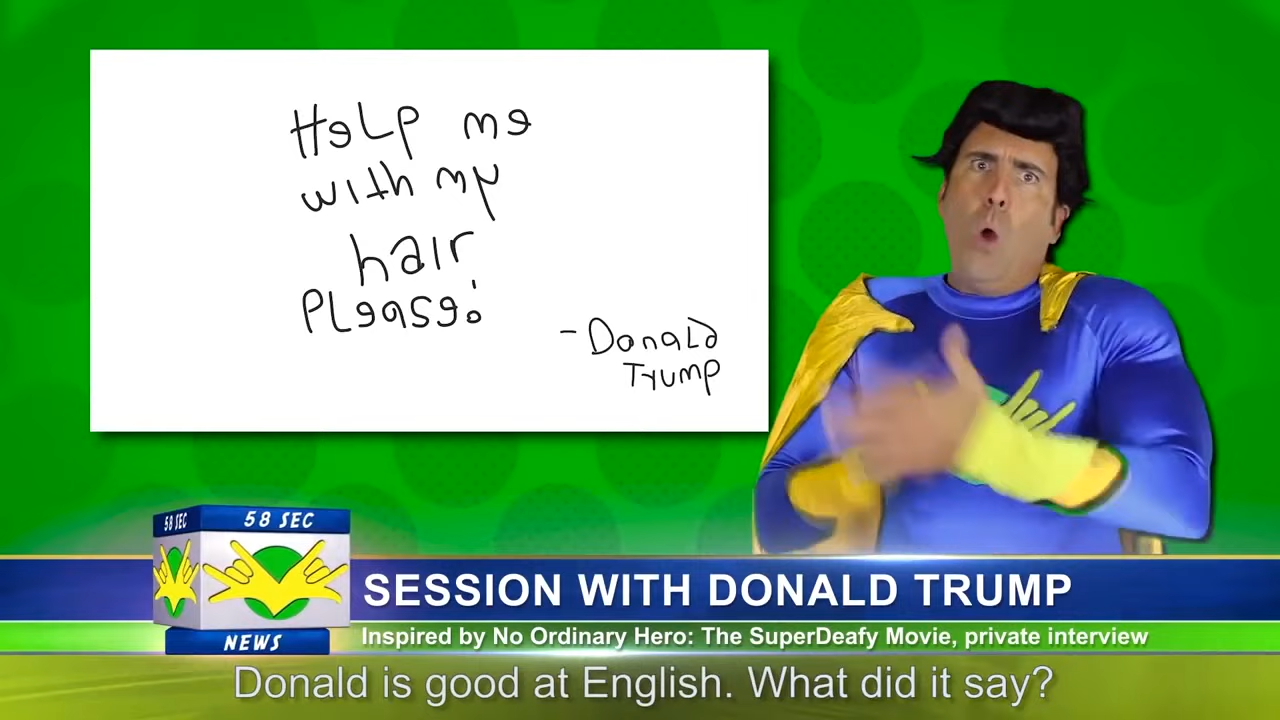 Help me
with my
hair
Please!
-Donald
Trump
58 SEC
58 SEC
NEWS
SESSION WITH DONALD TRUMP
Inspired by No Ordinary Hero: The SuperDeafy Movie, private interview
Donald is good at English. What did it say?